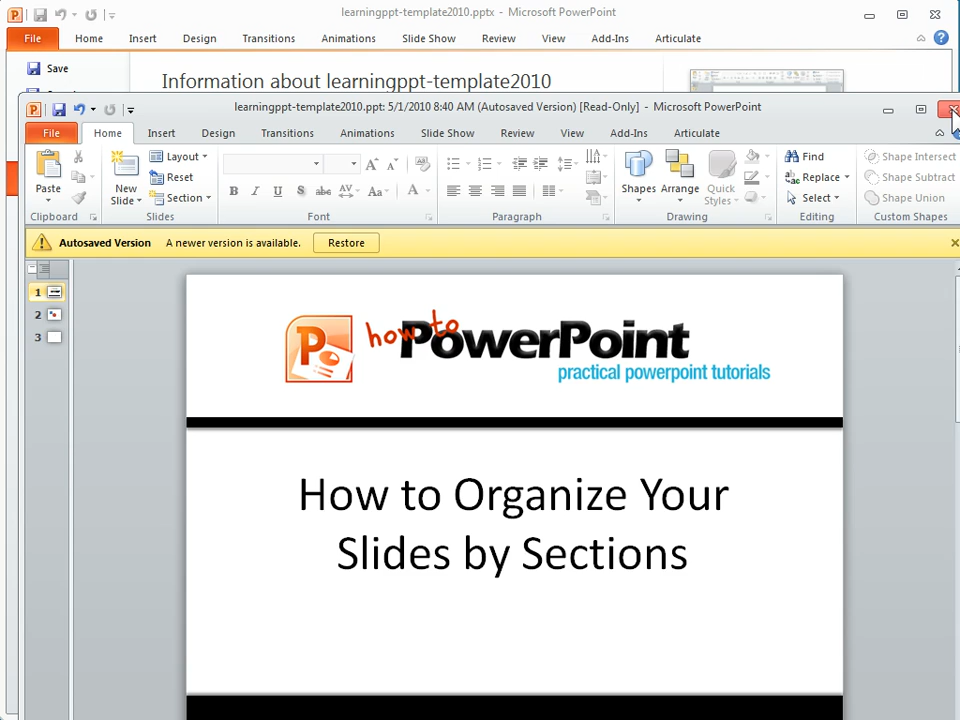 learningppt-template2010.pptx - Microsoft PowerPoint
File Home Insert Design Transitions Animations Slide Show Review View Add-Ins Articulate
Save
Information about learningppt-template2010
learningppt-template2010.ppt: 5/1/2010 8:40 AM (Autosaved Version) [Read-Only] - Microsoft PowerPoint
File Home Insert Design Transitions Animations Slide Show Review View Add-Ins Articulate
Paste
New
Slide
Layout
Reset
Section
B I U S abc AV Aa A
Shapes
Arrange
Quick
Styles
Find
Replace
Select
Shape Intersect
Shape Subtract
Shape Union
Clipboard Slides Font Paragraph Drawing Editing Custom Shapes
Autosaved Version A newer version is available. Restore
1
2
3
P how to PowerPoint
practical powerpoint tutorials
How to Organize Your
Slides by Sections